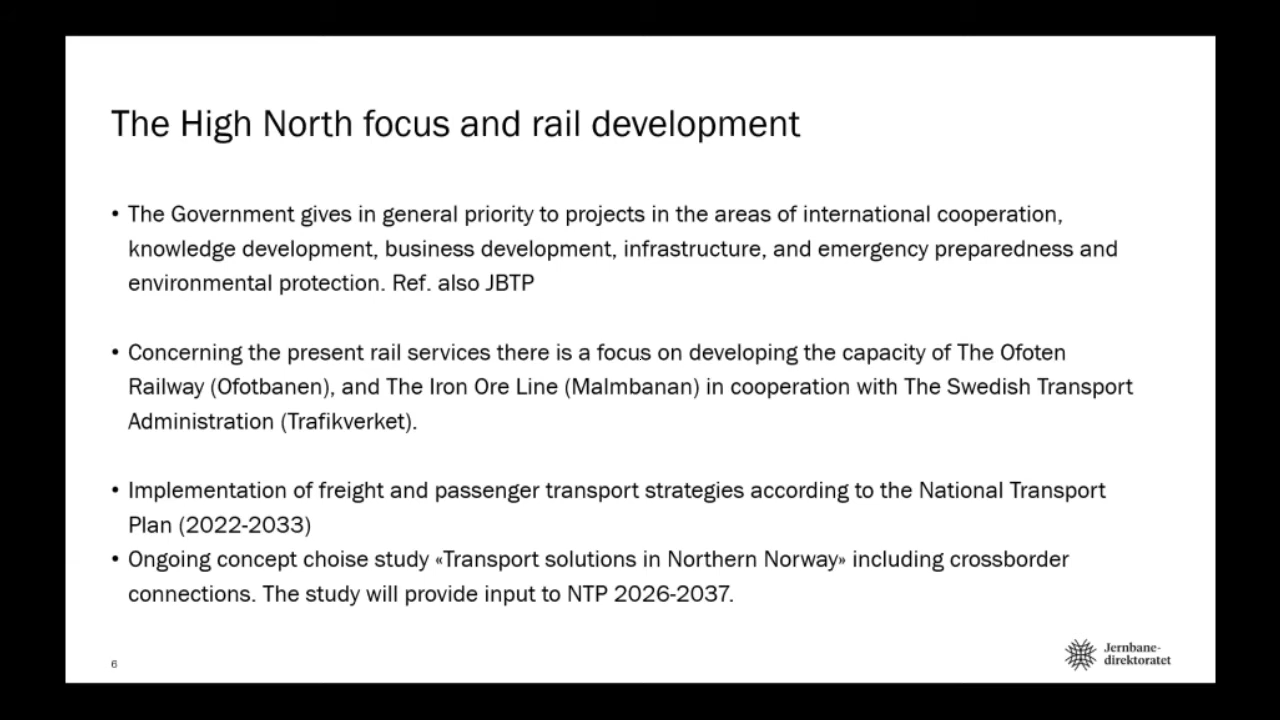 The High North focus and rail development
• The Government gives in general priority to projects in the areas of international cooperation,
knowledge development, business development, infrastructure, and emergency preparedness and
environmental protection. Ref. also JBTP
• Concerning the present rail services there is a focus on developing the capacity of The Ofoten
Railway (Ofotbanen), and The Iron Ore Line (Malmbanan) in cooperation with The Swedish Transport
Administration (Trafikverket).
• Implementation of freight and passenger transport strategies according to the National Transport
Plan (2022-2033)
• Ongoing concept choise study «Transport solutions in Northern Norway» including crossborder
connections. The study will provide input to NTP 2026-2037.
6
Jernbane-
direktoratet